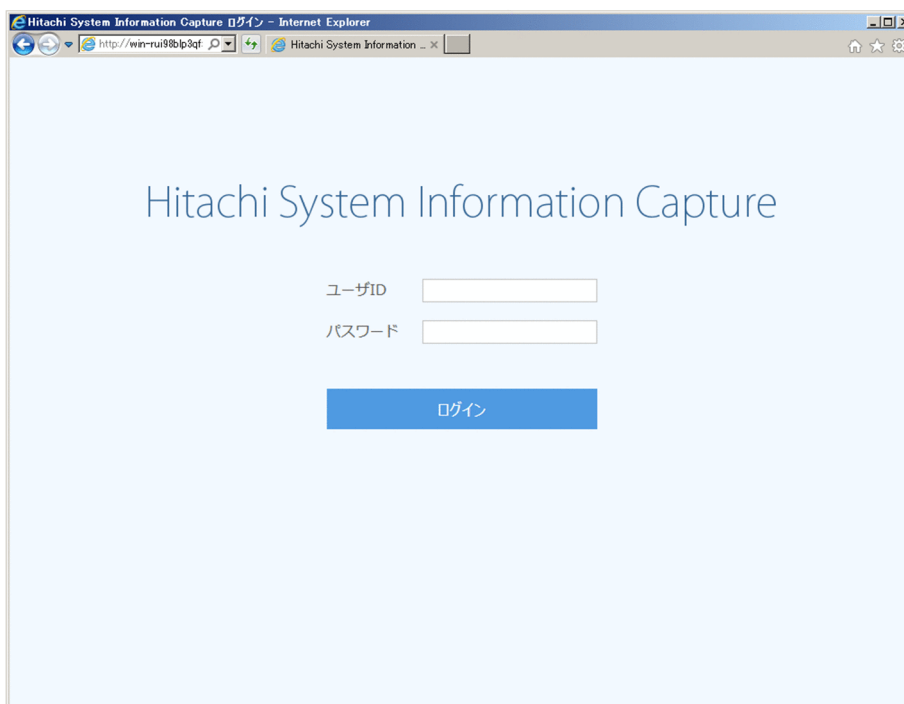 Hitachi System Information Capture ログイン - Internet Explorer
http://win-rui98blp3qf
Hitachi System Information ...
Hitachi System Information Capture
ユーザID
パスワード
ログイン